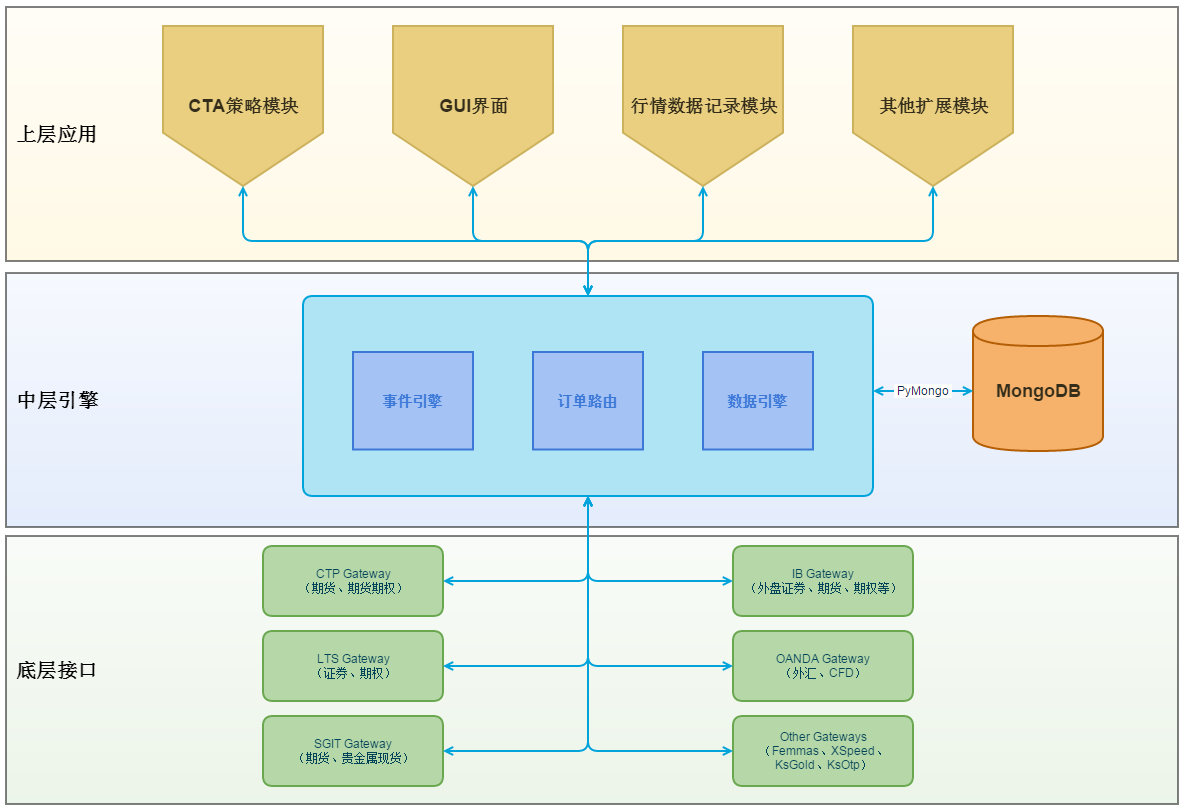 上层应用
CTA策略模块
GUI界面
行情数据记录模块
其他扩展模块
中层引擎
事件引擎
订单路由
数据引擎
PyMongo
MongoDB
底层接口
CTP Gateway
（期货、期货期权）
IB Gateway
（外盘证券、期货、期权等）
LTS Gateway
（证券、期权）
OANDA Gateway
（外汇、CFD）
SGIT Gateway
（期货、贵金属现货）
Other Gateways
（Femmas、XSpeed、
KsGold、KsOtp）